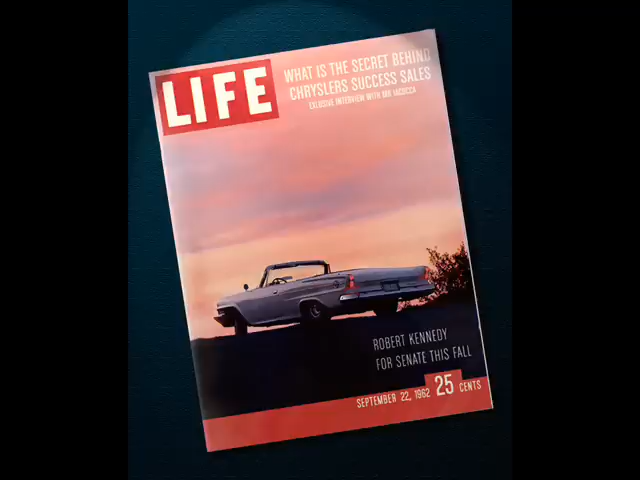 LIFE
WHAT IS THE SECRET BEHIND
CHRYSLERS SUCCESS SALES
EXLUSIVE INTERVIEW WITH
ROBERT KENNEDY
FOR SENATE THIS FALL
SEPTEMBER 22, 1962 25 CENTS